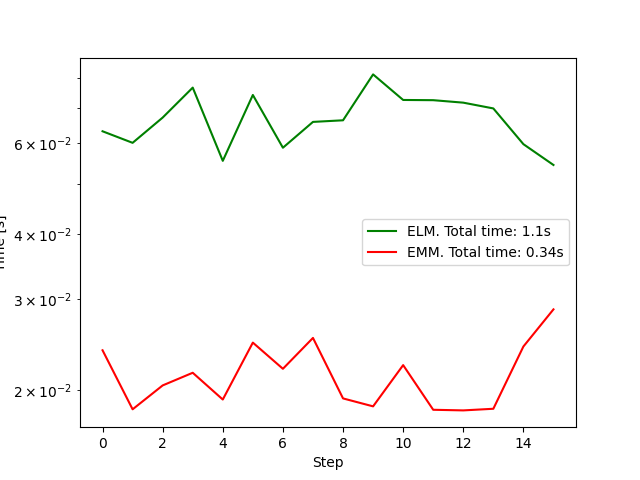 6 × 10⁻²
4 × 10⁻²
3 × 10⁻²
2 × 10⁻²
Time [s]
ELM. Total time: 1.1s
EMM. Total time: 0.34s
0 2 4 6 8 10 12 14
Step